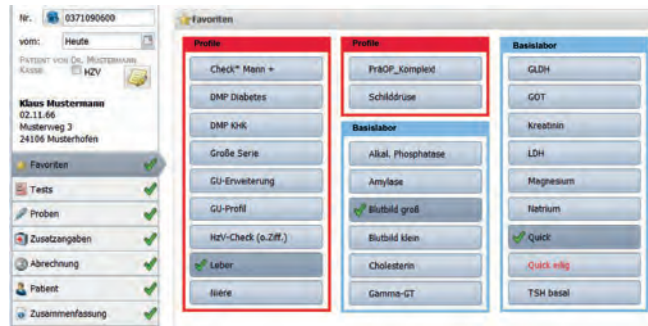 Nr. 0371090600
vom: Heute
PATIENT VON DR. MUSTERMANN
KASSE HZV
Klaus Mustermann
02.11.66
Musterweg 3
24106 Musterhofen
Favoriten
Tests
Proben
Zusatzangaben
Abrechnung
Patient
Zusammenfassung
Favoriten
Profile
Check* Mann +
DMP Diabetes
DMP KHK
Große Serie
GU-Erweiterung
GU-Profil
HzV-Check (o.Ziff.)
Leber
Niere
Profile
PräOP_Komplexl
Schilddrüse
Basislabor
Alkal. Phosphatase
Amylase
Blutbild groß
Blutbild klein
Cholesterin
Gamma-GT
Basislabor
GLDH
GOT
Kreatinin
LDH
Magnesium
Natrium
Quick
Quick eilig
TSH basal